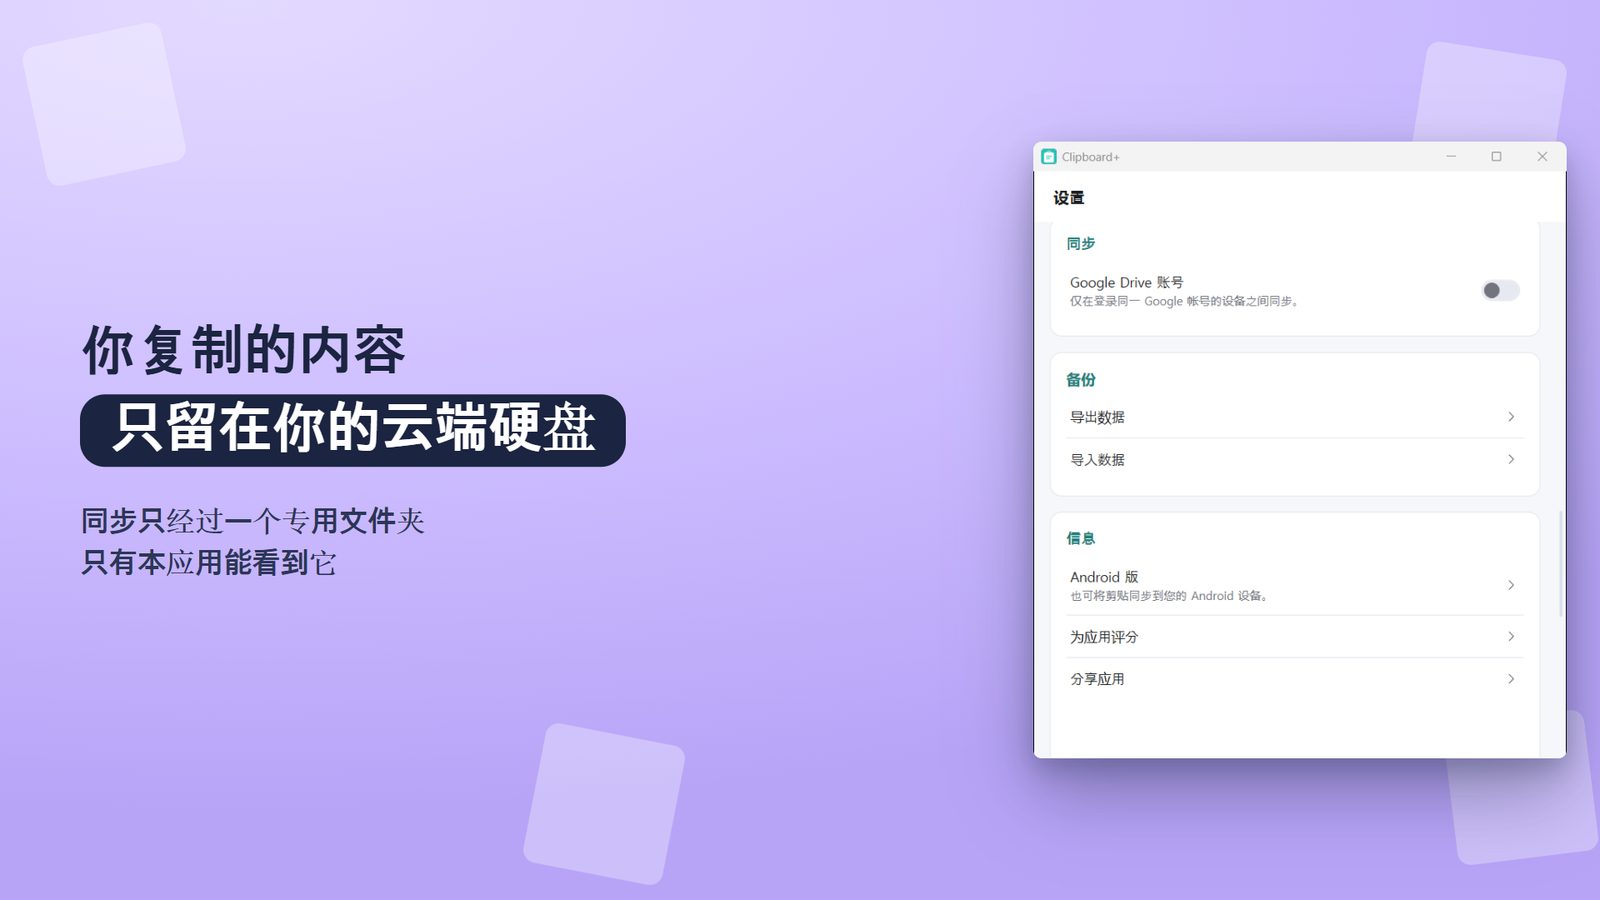 你复制的内容
只留在你的云端硬盘
同步只经过一个专用文件夹
只有本应用能看到它
Clipboard+
设置
同步
Google Drive 账号
仅在登录同一 Google 帐号的设备之间同步。
备份
导出数据
导入数据
信息
Android 版
也可将剪贴同步到您的 Android 设备。
为应用评分
分享应用